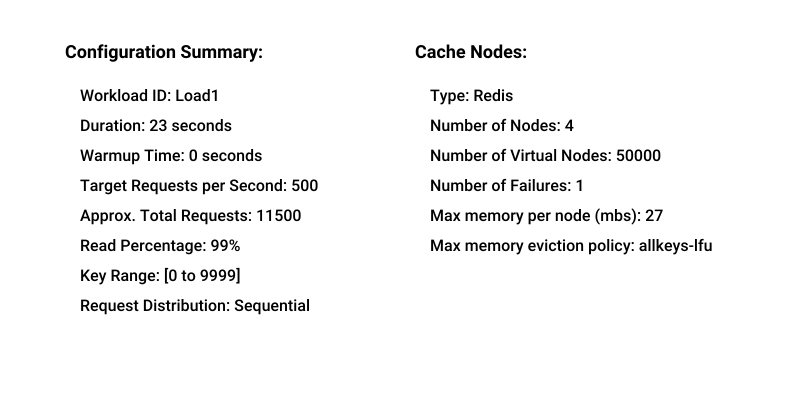 Configuration Summary:
Workload ID: Load1
Duration: 23 seconds
Warmup Time: 0 seconds
Target Requests per Second: 500
Approx. Total Requests: 11500
Read Percentage: 99%
Key Range: [0 to 9999]
Request Distribution: Sequential
Cache Nodes:
Type: Redis
Number of Nodes: 4
Number of Virtual Nodes: 50000
Number of Failures: 1
Max memory per node (mbs): 27
Max memory eviction policy: allkeys-lfu